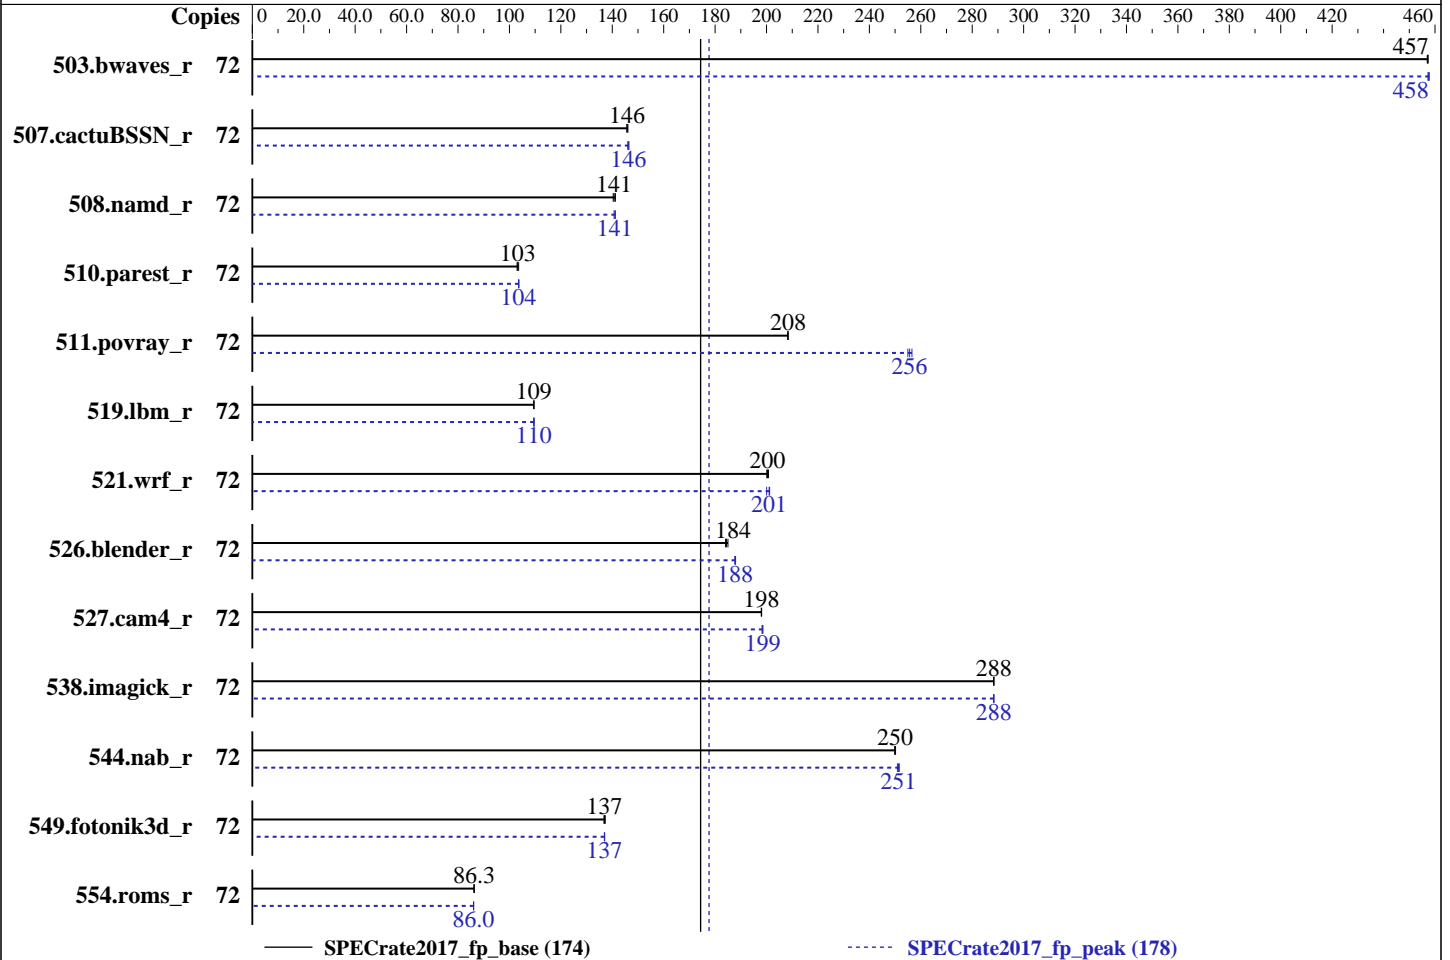 Copies 0 20.0 40.0 60.0 80.0 100 120 140 160 180 200 220 240 260 280 300 320 340 360 380 400 420 460
457
503.bwaves_r 72
458
146
507.cactuBSSN_r 72
146
141
508.namd_r 72
141
103
510.parest_r 72
104
208
511.povray_r 72
256
109
519.lbm_r 72
110
200
521.wrf_r 72
201
184
526.blender_r 72
188
198
527.cam4_r 72
199
288
538.imagick_r 72
288
250
544.nab_r 72
251
137
549.fotonik3d_r 72
137
86.3
554.roms_r 72
86.0
SPECrate2017_fp_base (174) SPECrate2017_fp_peak (178)